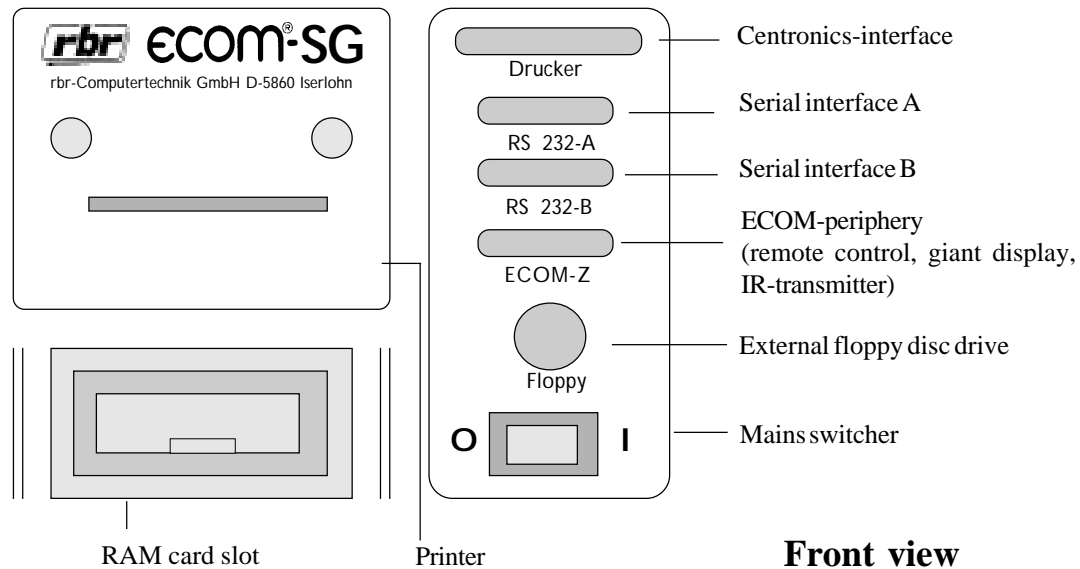 rbr ECOM®-SG
rbr-Computertechnik GmbH D-5860 Iserlohn
RAM card slot
Printer
Drucker
RS 232-A
RS 232-B
ECOM-Z
Floppy
O I
Centronics-interface
Serial interface A
Serial interface B
ECOM-periphery
(remote control, giant display,
IR-transmitter)
External floppy disc drive
Mains switcher
Front view